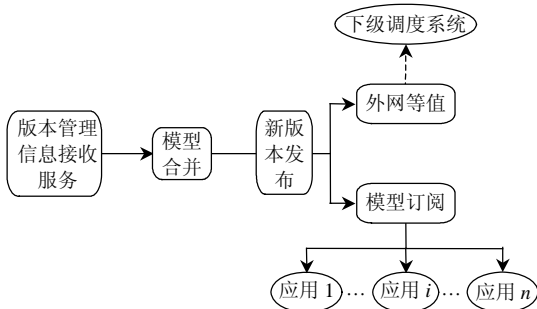 下级调度系统
外网等值
版本管理
信息接收
服务
模型
合并
新版
本发
布
模型订阅
应用 1 … 应用 i … 应用 n